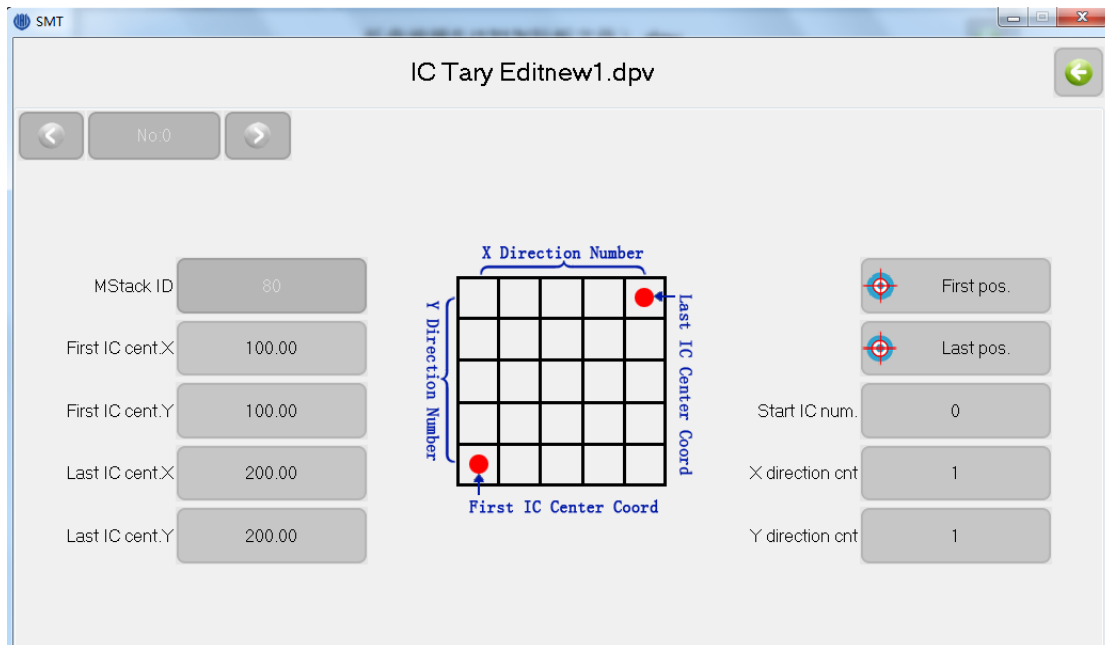 SMT
IC Tary Editnew1.dpv
No:0
X Direction Number
Y Direction Number
Last IC Center Coord
First IC Center Coord
MStack ID
80
First IC cent.X
100.00
First IC cent.Y
100.00
Last IC cent.X
200.00
Last IC cent.Y
200.00
First pos.
Last pos.
Start IC num.
0
X direction cnt
1
Y direction cnt
1